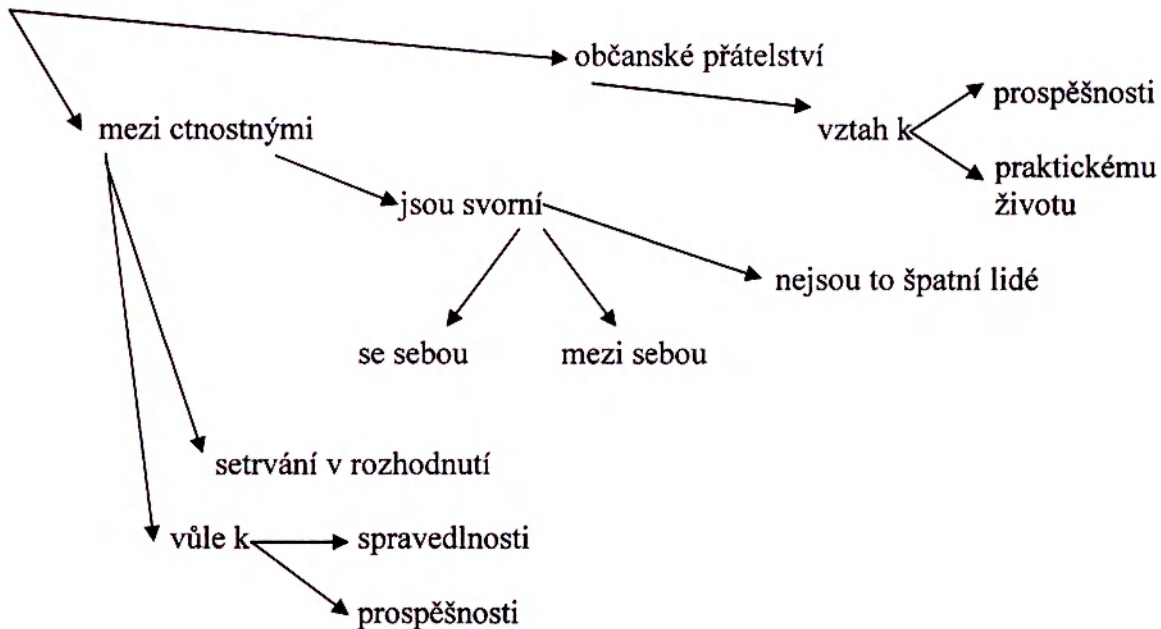 občanské přátelství
prospěšnosti
mezi ctnostnými
vztah k
praktickému
životu
jsou svorní
nejsou to špatní lidé
se sebou
mezi sebou
setrvání v rozhodnutí
vůle k
spravedlnosti
prospěšnosti